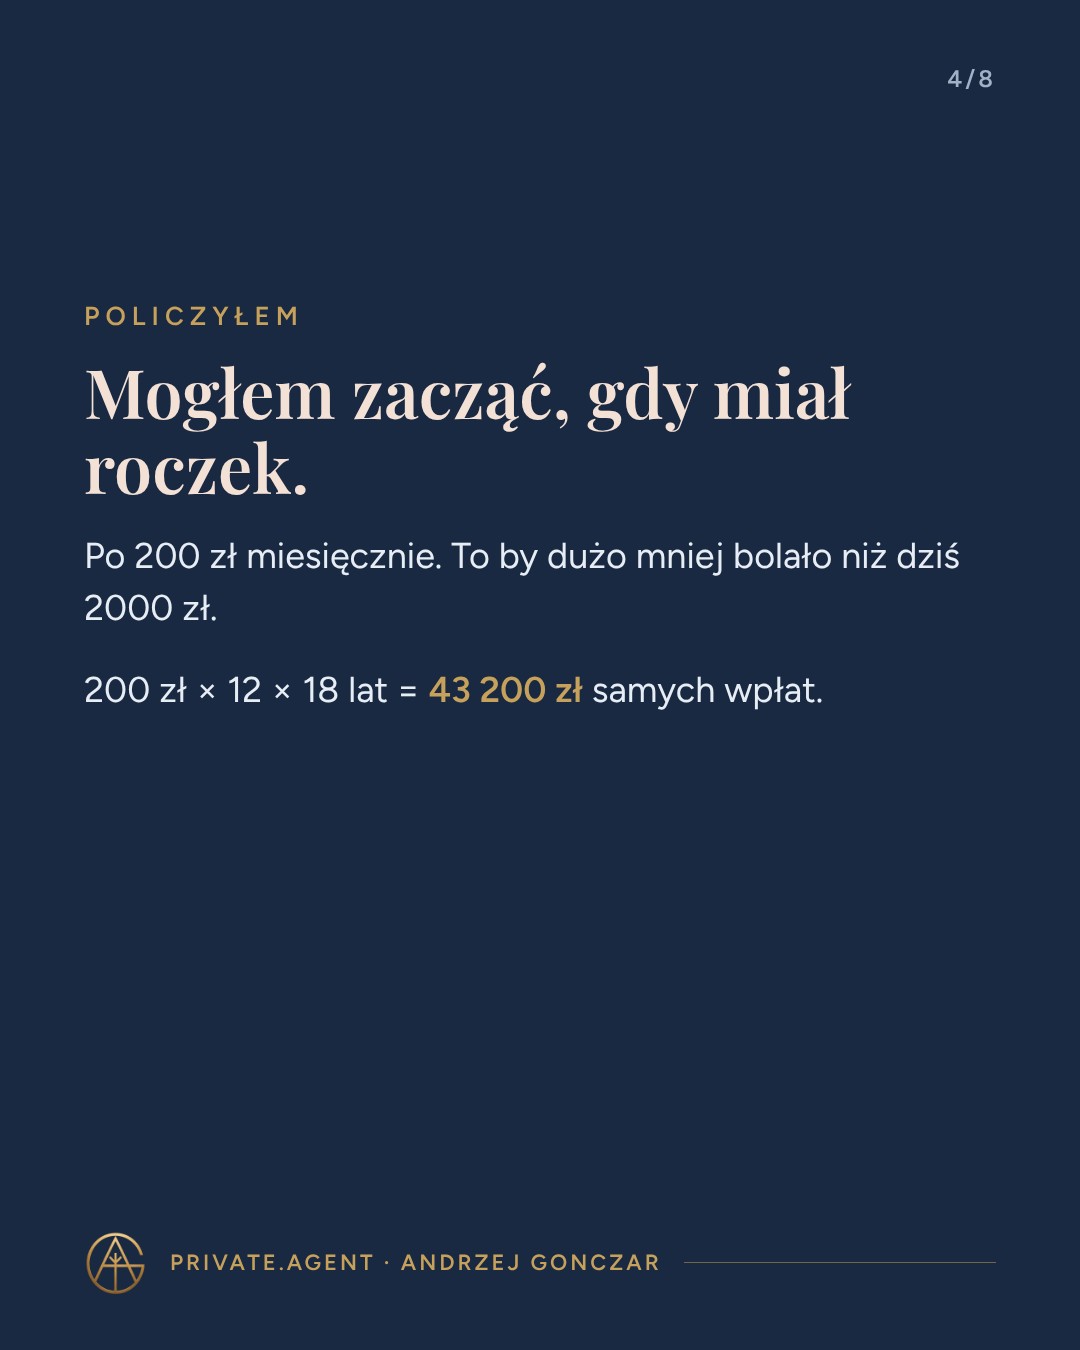 4/8
POLICZYŁEM
Mogłem zacząć, gdy miał
roczek.
Po 200 zł miesięcznie. To by dużo mniej bolało niż dziś
2000 zł.
200 zł × 12 × 18 lat = 43 200 zł samych wpłat.
PRIVATE.AGENT · ANDRZEJ GONCZAR